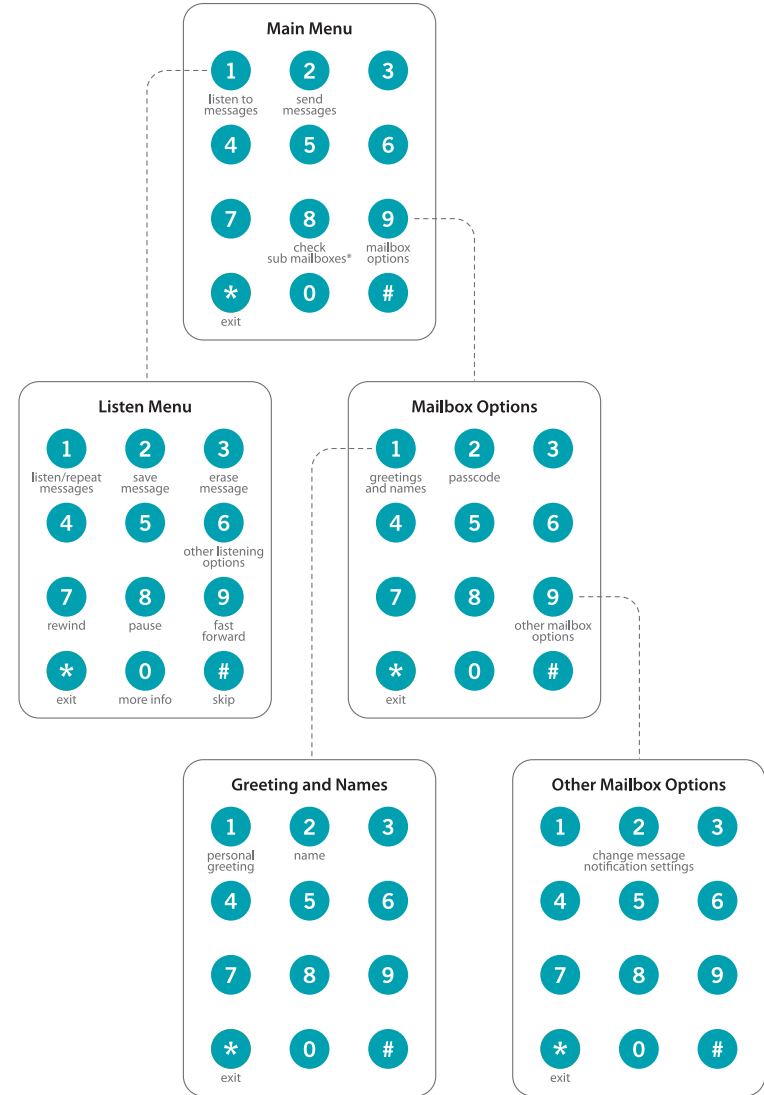 Main Menu
1 2 3
listen to send
messages messages
4 5 6
7 8 9
check mailbox
sub mailboxes* options
* 0 #
exit
Listen Menu
1 2 3
listen/repeat save erase
messages message message
4 5 6
other listening
options
7 8 9
rewind pause fast
forward
* 0 #
exit more info skip
Mailbox Options
1 2 3
greetings passcode
and names
4 5 6
7 8 9
other mailbox
options
* 0 #
exit
Greeting and Names
1 2 3
personal name
greeting
4 5 6
7 8 9
* 0 #
exit
Other Mailbox Options
1 2 3
change message
notification settings
4 5 6
7 8 9
* 0 #
exit